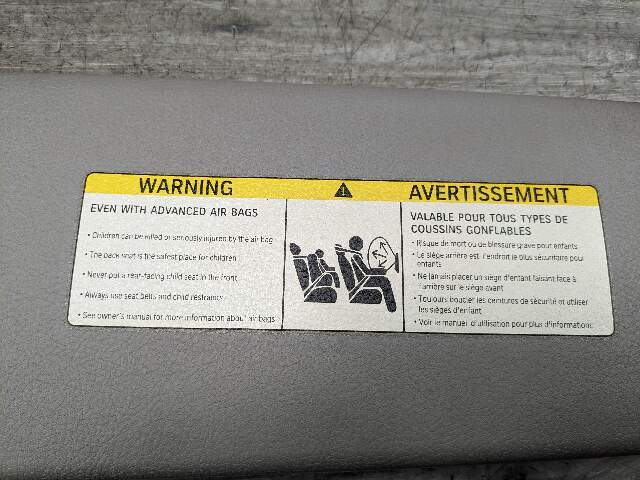 WARNING
EVEN WITH ADVANCED AIR BAGS
• Children can be killed or seriously injured by the air bag
• The back seat is the safest place for children
• Never put a rear-facing child seat in the front
• Always use seat belts and child restraints
• See owner's manual for more information about air bags
AVERTISSEMENT
VALABLE POUR TOUS TYPES DE
COUSSINS GONFLABLES
• Risque de mort ou de blessure grave pour enfants
• Le siège arrière est l'endroit le plus sécuritaire pour
enfants
• Ne jamais placer un siège d'enfant faisant face à
l'arrière sur le siège avant
• Toujours boucler les ceintures de sécurité et utiliser
les sièges d'enfant
• Voir le manuel d'utilisation pour plus d'informations